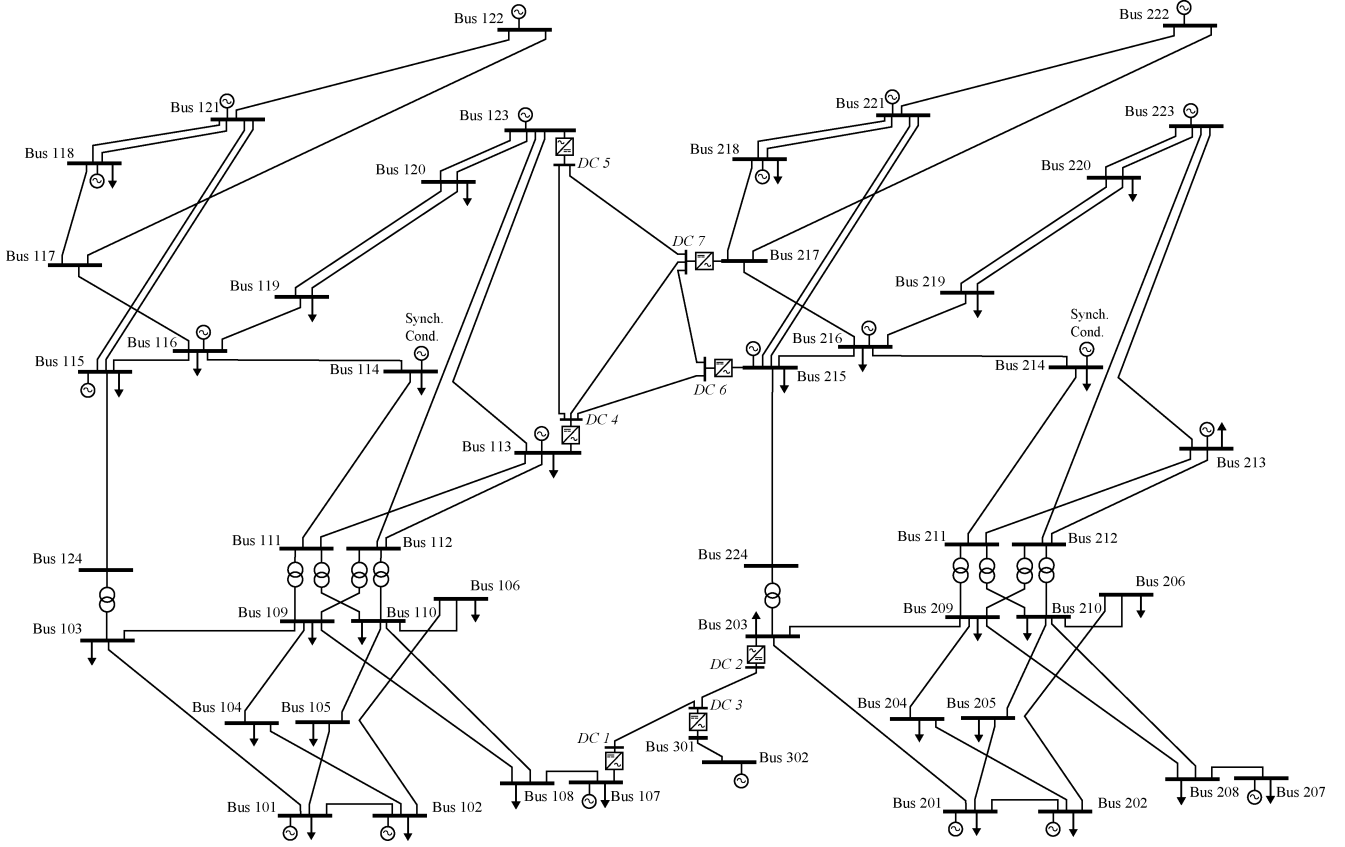 Bus 122
Bus 222
Bus 121
Bus 123
Bus 221
Bus 223
Bus 118
Bus 120
DC 5
Bus 218
Bus 220
Bus 117
DC 7
Bus 217
Bus 119
Bus 219
Synch.
Cond.
Synch.
Cond.
Bus 116
Bus 216
Bus 115
Bus 114
DC 6
Bus 215
Bus 214
DC 4
Bus 113
Bus 213
Bus 111
Bus 112
Bus 211
Bus 212
Bus 124
Bus 224
Bus 106
Bus 206
Bus 109
Bus 110
Bus 209
Bus 210
Bus 103
Bus 203
DC 2
Bus 104
Bus 105
DC 3
Bus 204
Bus 205
DC 1
Bus 301
Bus 302
Bus 108
Bus 107
Bus 208
Bus 207
Bus 101
Bus 102
Bus 201
Bus 202